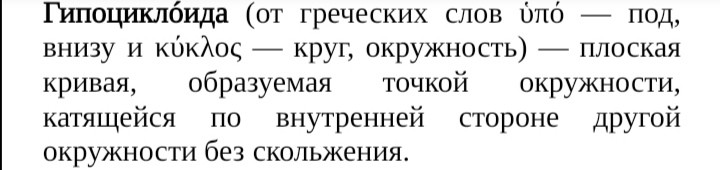 Гипоцикло́ида (от греческих слов ὑπό — под,
внизу и κύκλος — круг, окружность) — плоская
кривая, образуемая точкой окружности,
катящейся по внутренней стороне другой
окружности без скольжения.